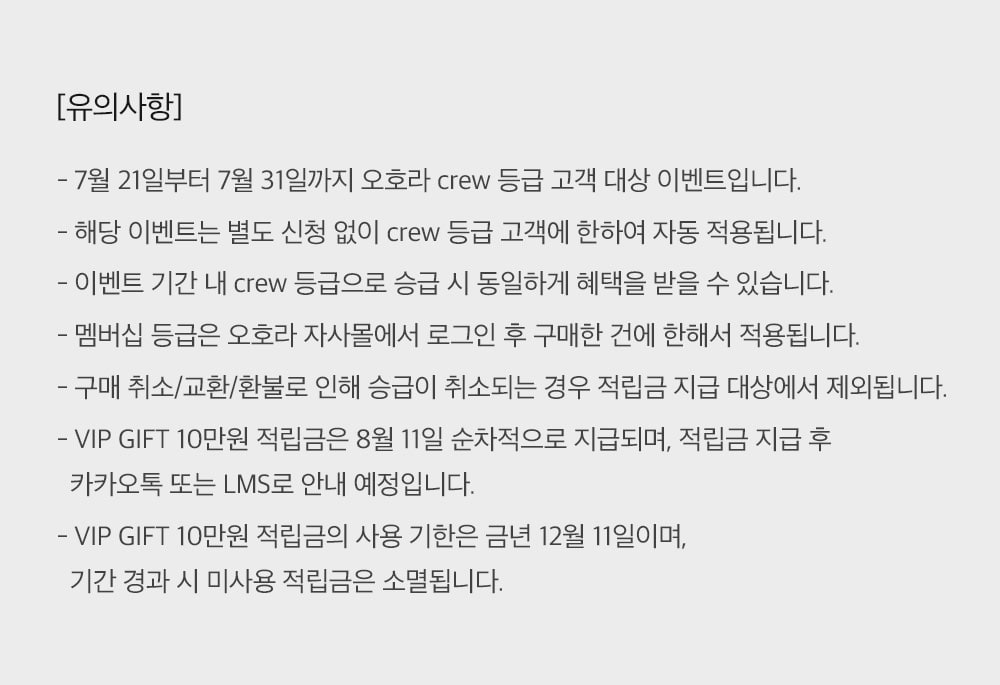 [유의사항]
- 7월 21일부터 7월 31일까지 오호라 crew 등급 고객 대상 이벤트입니다.
- 해당 이벤트는 별도 신청 없이 crew 등급 고객에 한하여 자동 적용됩니다.
- 이벤트 기간 내 crew 등급으로 승급 시 동일하게 혜택을 받을 수 있습니다.
- 멤버십 등급은 오호라 자사몰에서 로그인 후 구매한 건에 한해서 적용됩니다.
- 구매 취소/교환/환불로 인해 승급이 취소되는 경우 적립금 지급 대상에서 제외됩니다.
- VIP GIFT 10만원 적립금은 8월 11일 순차적으로 지급되며, 적립금 지급 후
카카오톡 또는 LMS로 안내 예정입니다.
- VIP GIFT 10만원 적립금의 사용 기한은 금년 12월 11일이며,
기간 경과 시 미사용 적립금은 소멸됩니다.